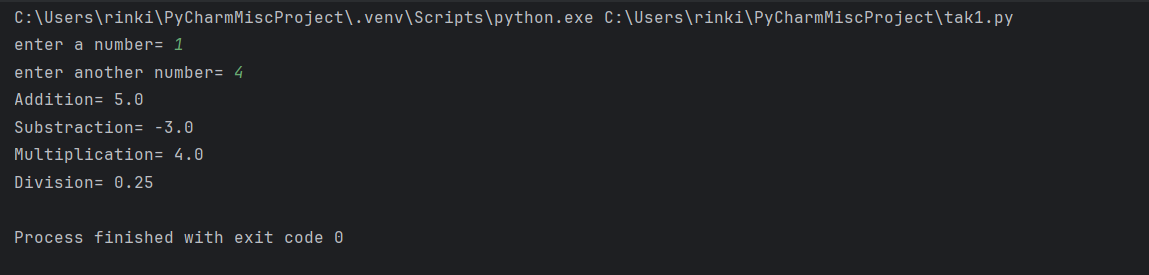 C:\Users\rinki\PyCharmMiscProject\.venv\Scripts\python.exe C:\Users\rinki\PyCharmMiscProject\tak1.py
enter a number= 1
enter another number= 4
Addition= 5.0
Substraction= -3.0
Multiplication= 4.0
Division= 0.25
Process finished with exit code 0